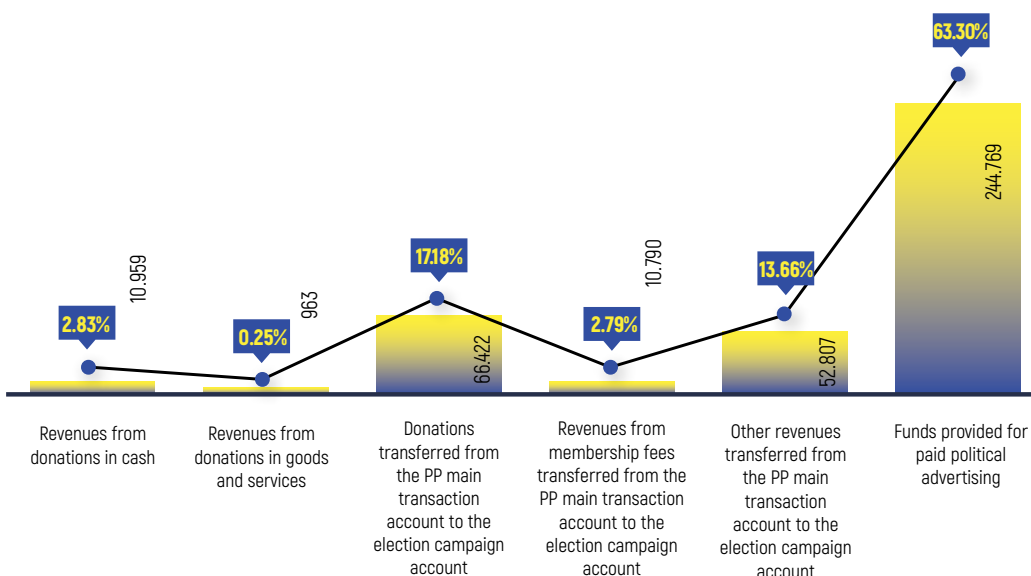 63.30%
244.769
17.18%
13.66%
10.959
963
10.790
2.83%
0.25%
2.79%
66.422
52.807
Revenues from
donations in cash
Revenues from
donations in goods
and services
Donations
transferred from
the PP main
transaction
account to the
election campaign
account
Revenues from
membership fees
transferred from the
PP main transaction
account to the
election campaign
account
Other revenues
transferred from
the PP main
transaction
account to the
election campaign
account
Funds provided for
paid political
advertising